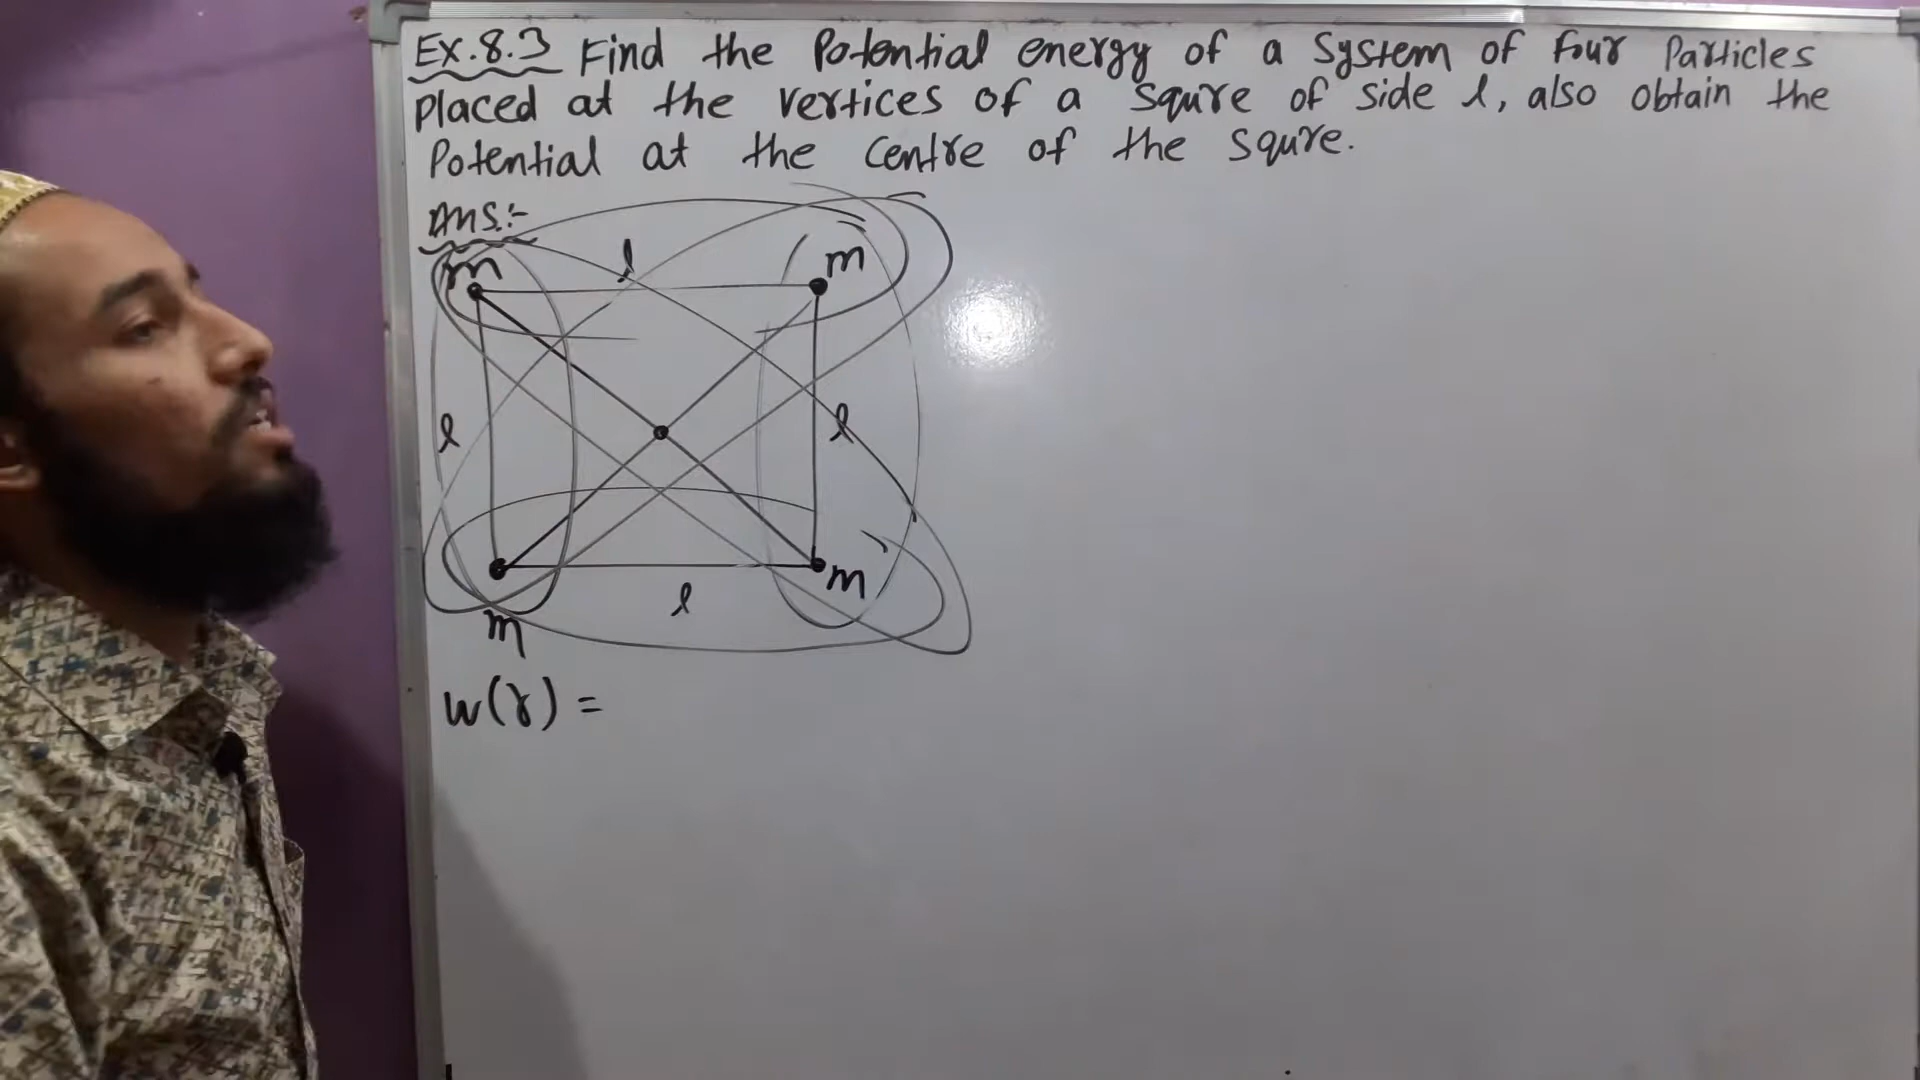 Ex.8.3 Find the Potential energy of a System of Four Particles
Placed at the vertices of a Squre of side l, also obtain the
Potential at the Centre of the Squre.
Ans:-
l
m
m
l
l
m
l
m
W(r) =